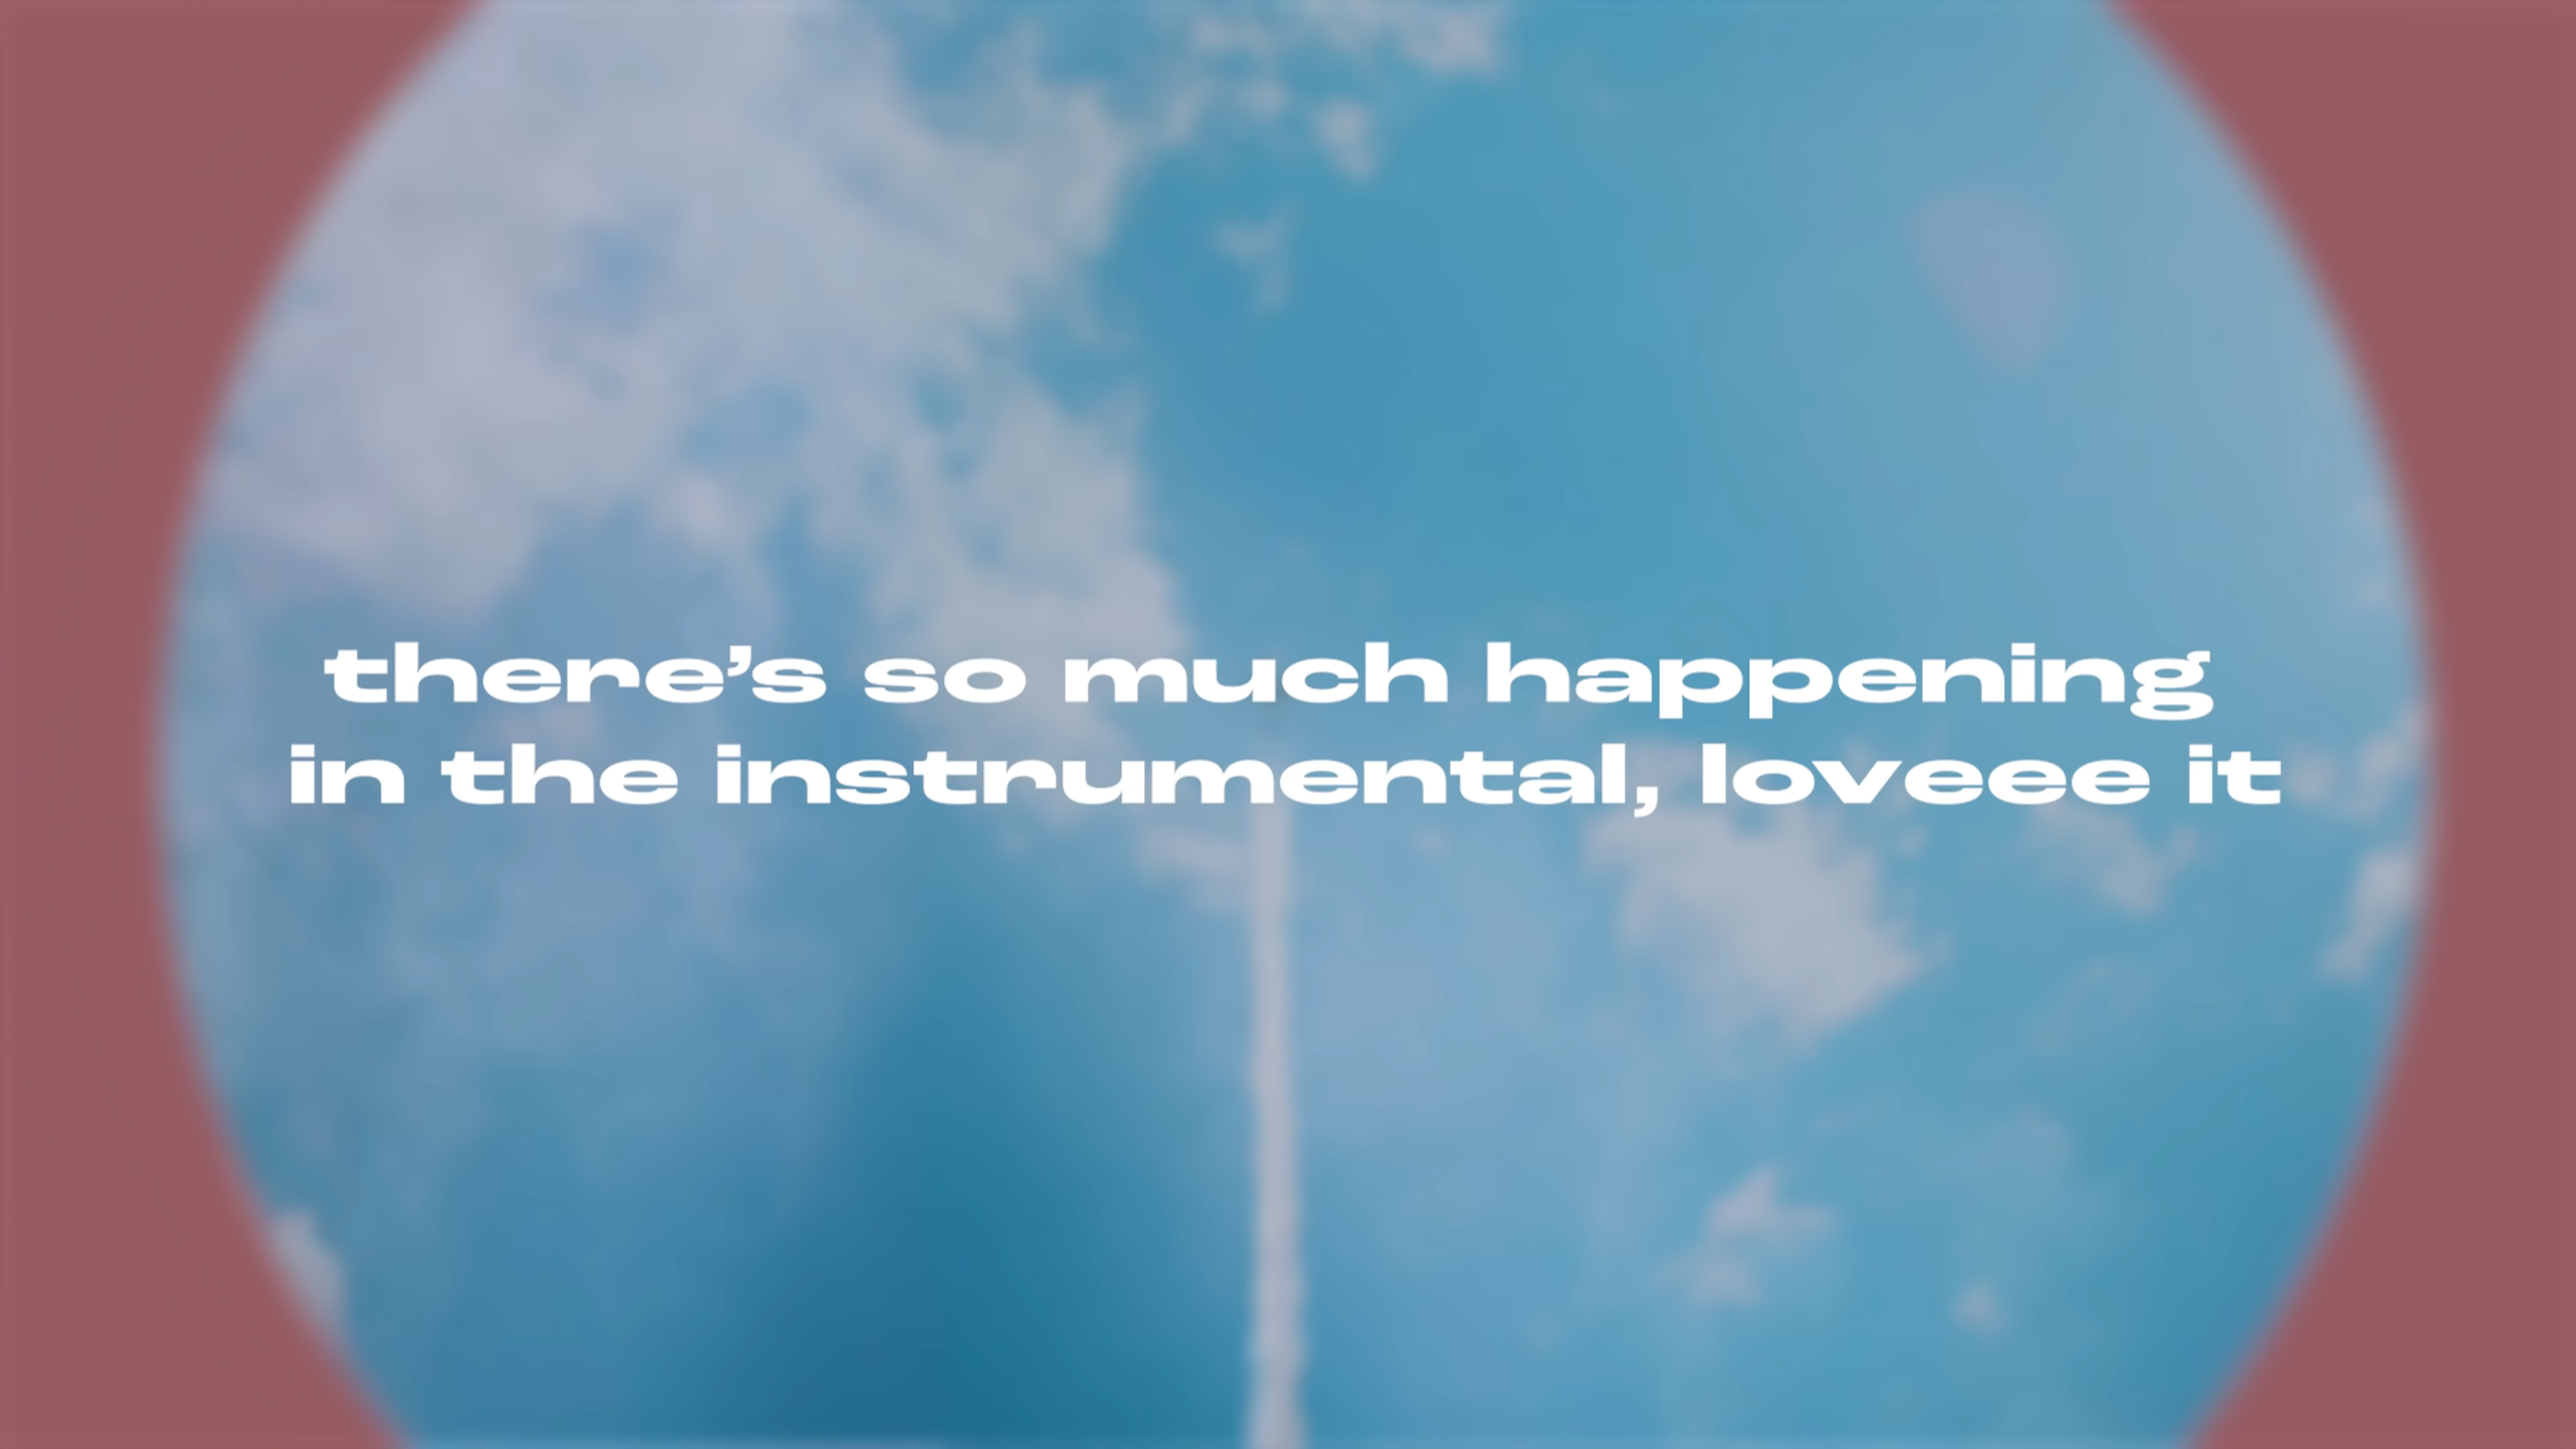 there’s so much happening
in the instrumental, loveee it